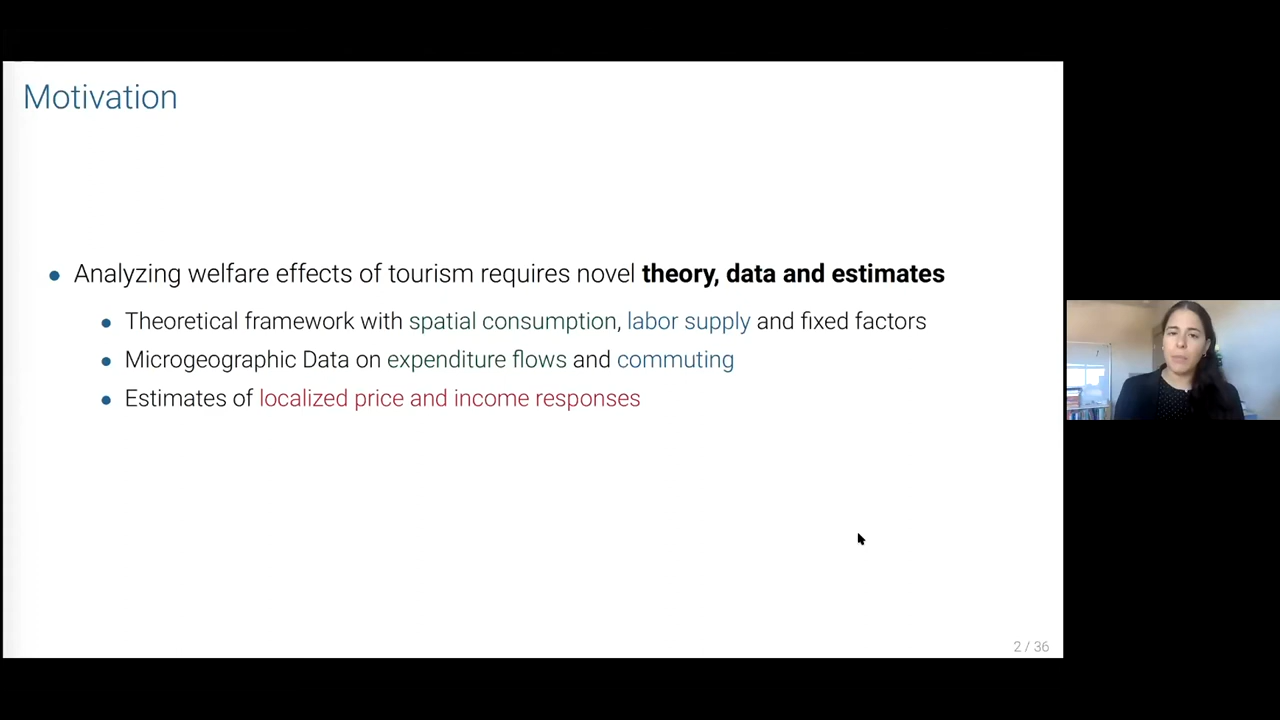 Motivation
Analyzing welfare effects of tourism requires novel theory, data and estimates
Theoretical framework with spatial consumption, labor supply and fixed factors
Microgeographic Data on expenditure flows and commuting
Estimates of localized price and income responses
2 / 36